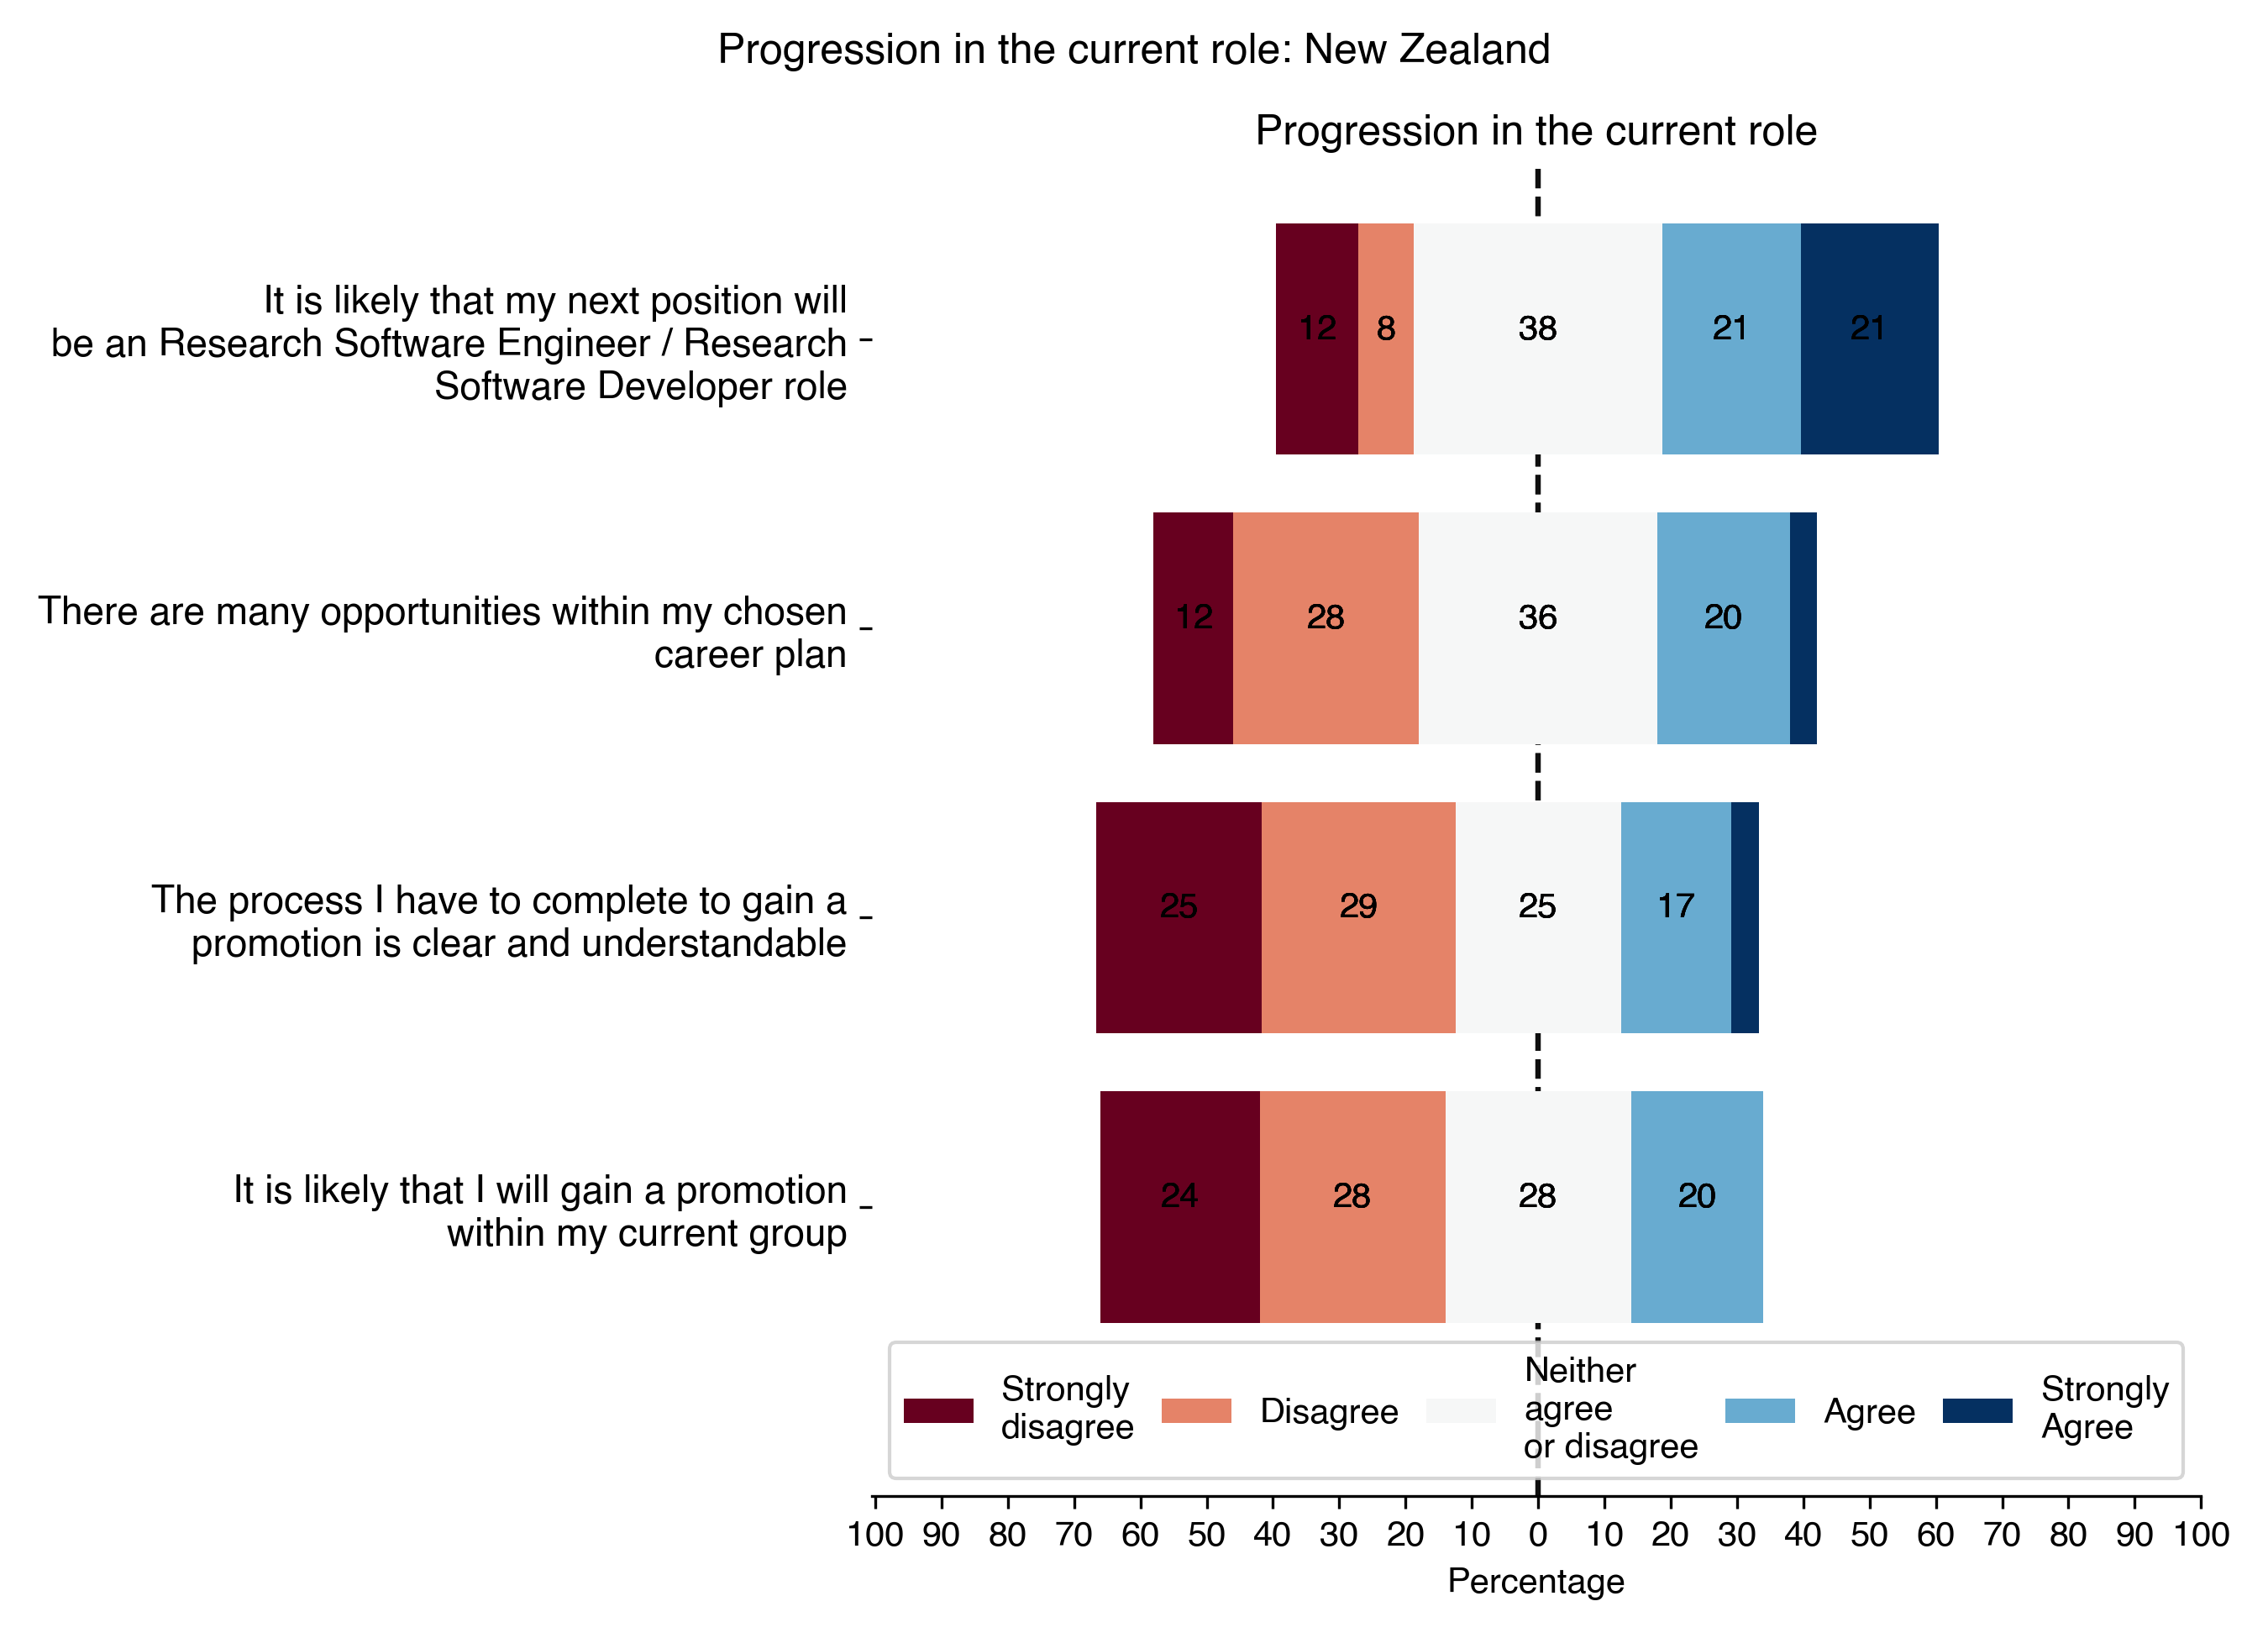 Progression in the current role: New Zealand
Progression in the current role
It is likely that my next position will
be an Research Software Engineer / Research
Software Developer role
12 8 38 21 21
There are many opportunities within my chosen
career plan
12 28 36 20
The process I have to complete to gain a
promotion is clear and understandable
25 29 25 17
It is likely that I will gain a promotion
within my current group
24 28 28 20
Strongly
disagree
Disagree
Neither
agree
or disagree
Agree
Strongly
Agree
100 90 80 70 60 50 40 30 20 10 0 10 20 30 40 50 60 70 80 90 100
Percentage